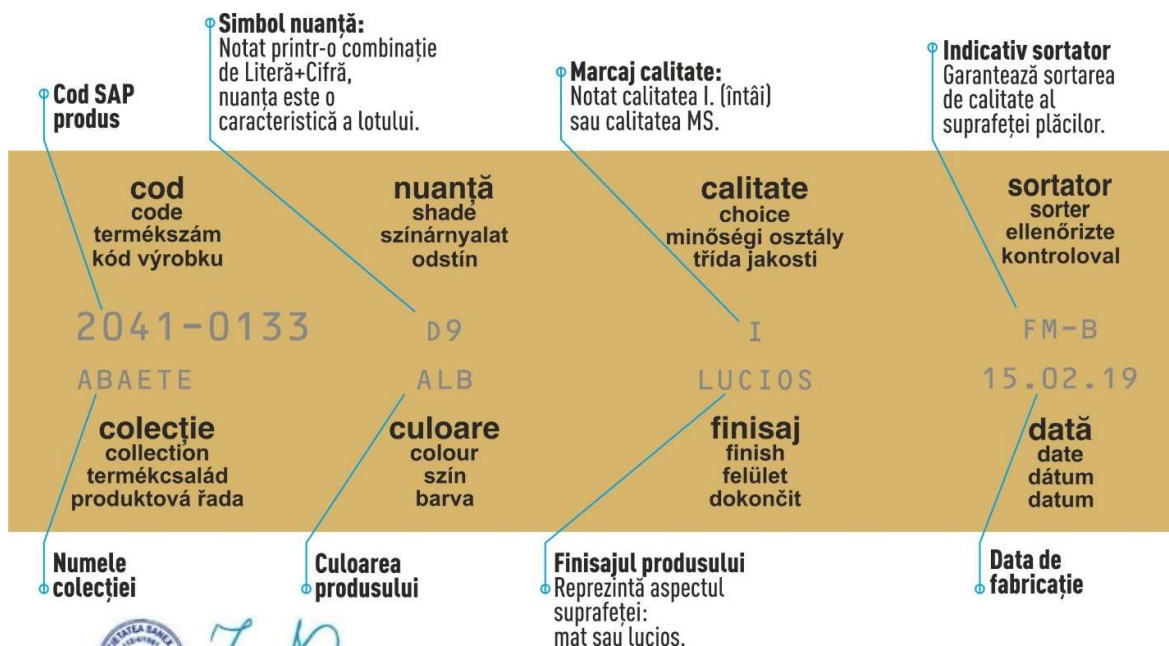 Simbol nuanță:
Notat printr-o combinație
de Literă+Cifră,
nuanța este o
caracteristică a lotului.
Cod SAP
produs
Marcaj calitate:
Notat calitatea I. (întâi)
sau calitatea MS.
Indicativ sortator
Garantează sortarea
de calitate al
suprafeței plăcilor.
cod
code
termékszám
kód výrobku
nuanță
shade
színárnyalat
odstín
calitate
choice
minőségi osztály
třída jakosti
sortator
sorter
ellenőrizte
kontroloval
2041-0133
D9
I
FM-B
ABAETE
ALB
LUCIOS
15.02.19
colecție
collection
termékcsalád
produktová řada
culoare
colour
szín
barva
finisaj
finish
felület
dokončit
dată
date
dátum
datum
Numele
colecției
Culoarea
produsului
Finisajul produsului
Reprezintă aspectul
suprafeței:
mat sau lucios.
Data de
fabricație